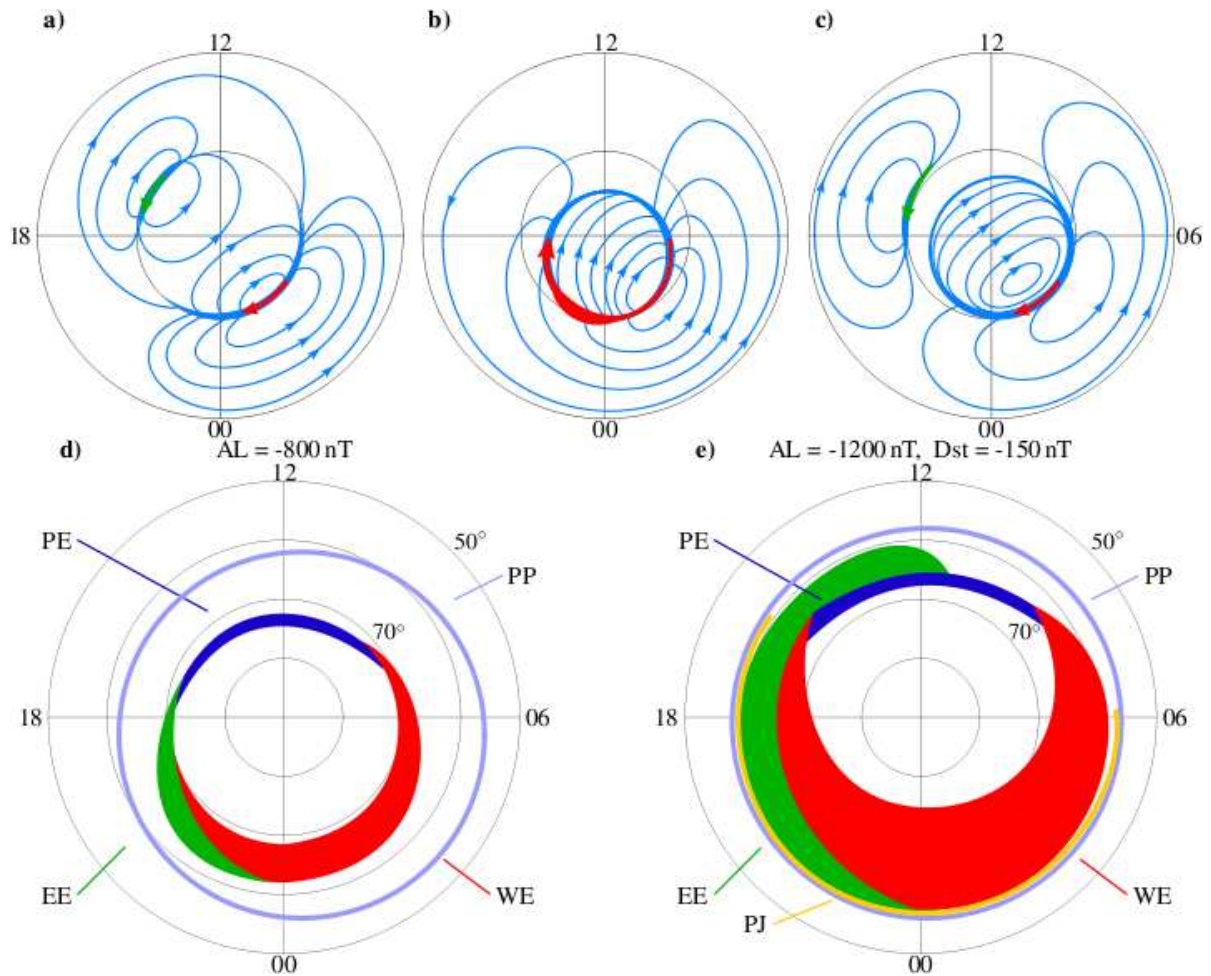 a) b) c)
12 12 12
18 06
00 00 00
d) AL = -800 nT e) AL = -1200 nT, Dst = -150 nT
12 12
PE 50° PP PE 50° PP
70° 70°
18 06 18 06
EE WE EE WE
PJ
00 00